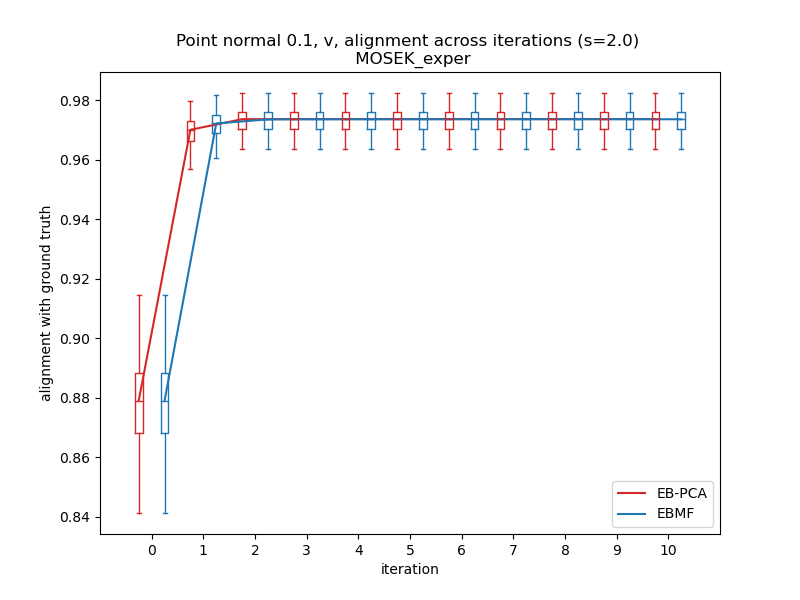 Point normal 0.1, v, alignment across iterations (s=2.0)
MOSEK_exper
0.98
0.96
0.94
0.92
0.90
0.88
0.86
0.84
alignment with ground truth
EB-PCA
EBMF
0 1 2 3 4 5 6 7 8 9 10
iteration